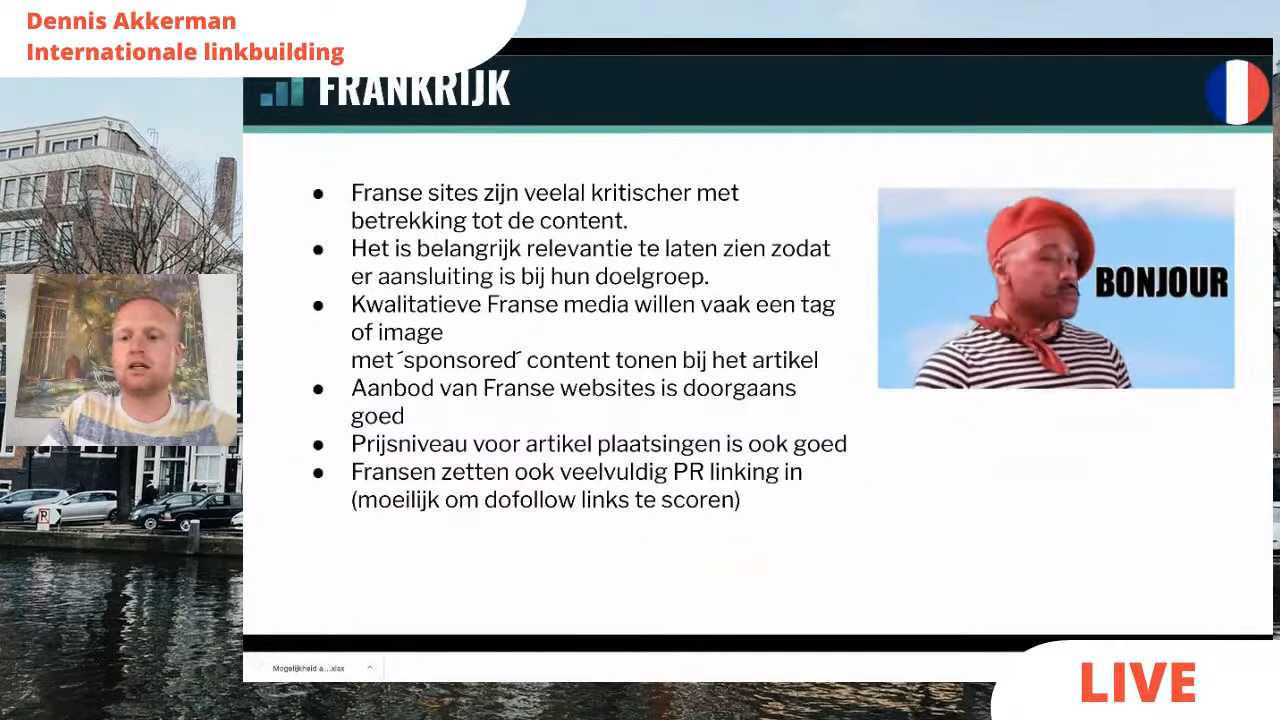 Dennis Akkerman
Internationale linkbuilding
FRANKRIJK
● Franse sites zijn veelal kritischer met
betrekking tot de content.
● Het is belangrijk relevantie te laten zien zodat
er aansluiting is bij hun doelgroep.
● Kwalitatieve Franse media willen vaak een tag
of image
met ´sponsored´ content tonen bij het artikel
● Aanbod van Franse websites is doorgaans
goed
● Prijsniveau voor artikel plaatsingen is ook goed
● Fransen zetten ook veelvuldig PR linking in
(moeilijk om dofollow links te scoren)
BONJOUR
Mogelijkheid a....xlsx
LIVE